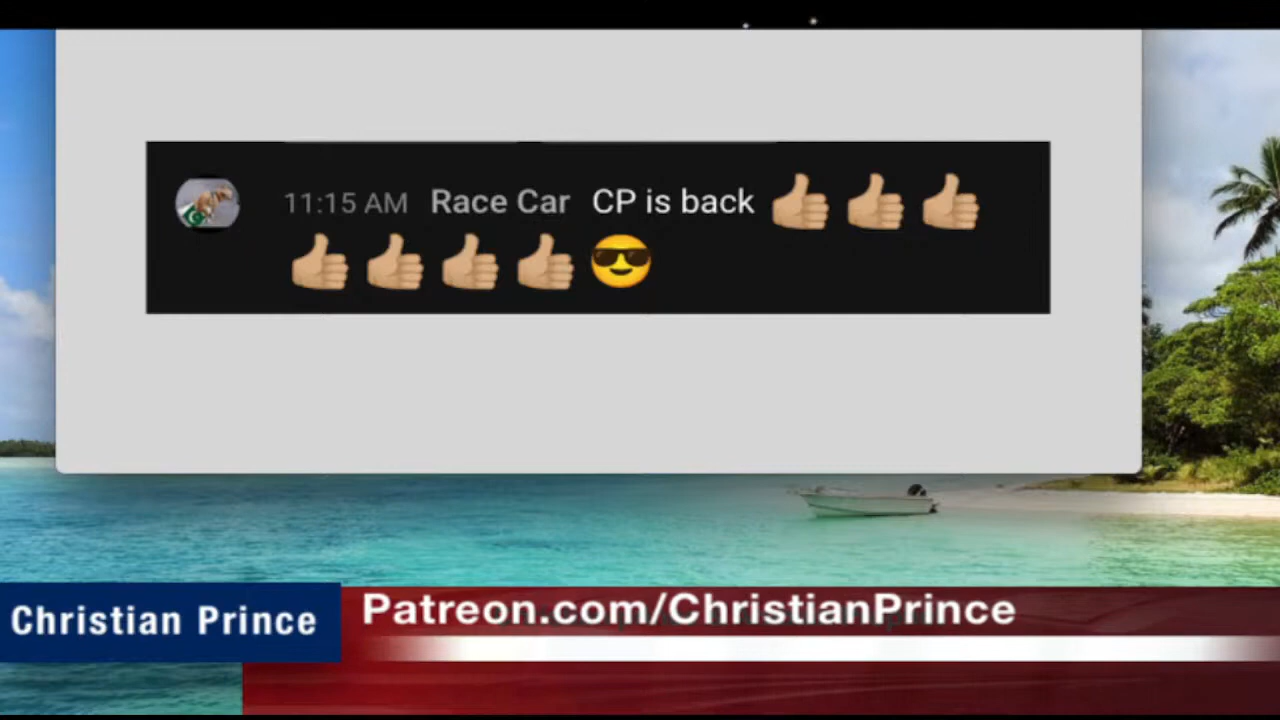 11:15 AM Race Car CP is back 👍🏼 👍🏼 👍🏼
👍🏼 👍🏼 👍🏼 👍🏼 😎
Christian Prince
Patreon.com/ChristianPrince